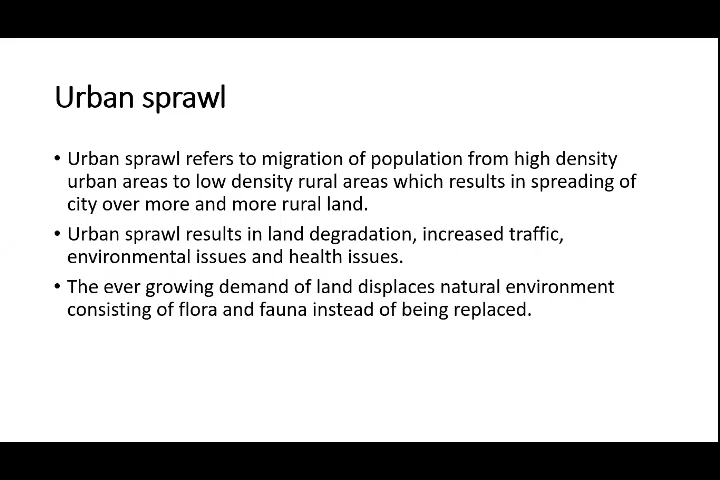 Urban sprawl
• Urban sprawl refers to migration of population from high density
urban areas to low density rural areas which results in spreading of
city over more and more rural land.
• Urban sprawl results in land degradation, increased traffic,
environmental issues and health issues.
• The ever growing demand of land displaces natural environment
consisting of flora and fauna instead of being replaced.